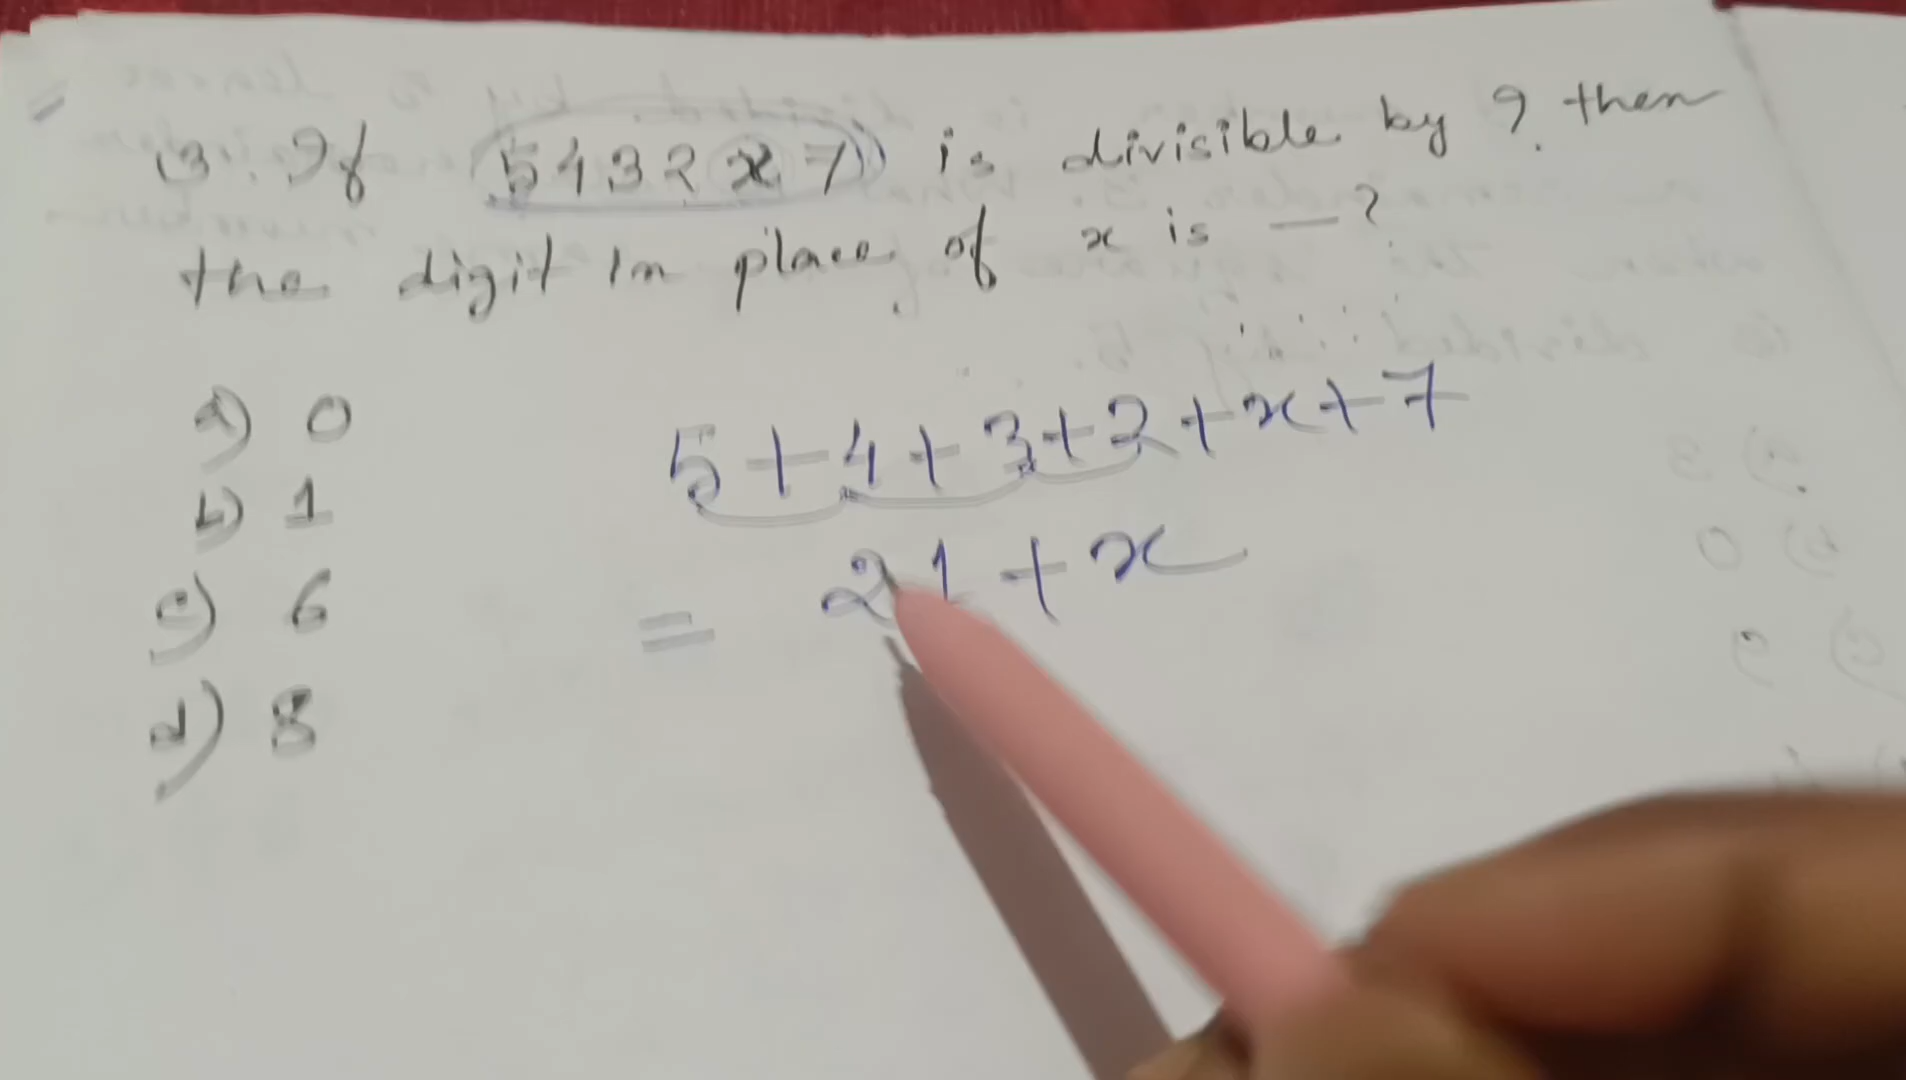 13. If 5432x7 is divisible by 9. then
the digit in place of x is — ?
a) 0
b) 1
c) 6
d) 8
5+4+3+2+x+7
= 21+x